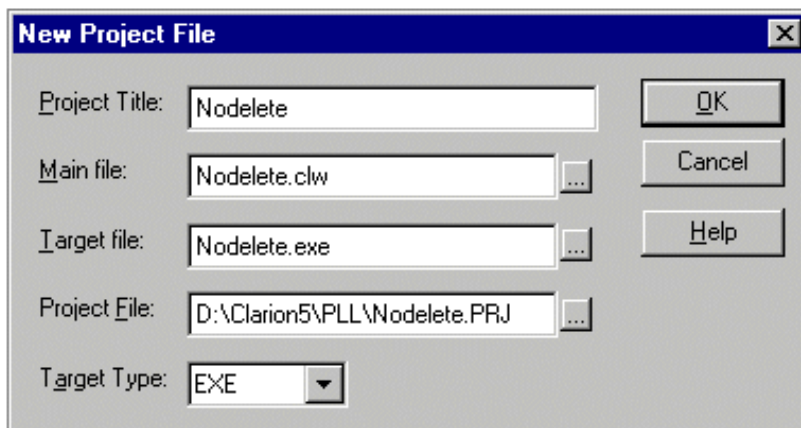 New Project File
Project Title: Nodelete OK
Main file: Nodelete.clw ... Cancel
Target file: Nodelete.exe ... Help
Project File: D:\Clarion5\PLL\Nodelete.PRJ ...
Target Type: EXE